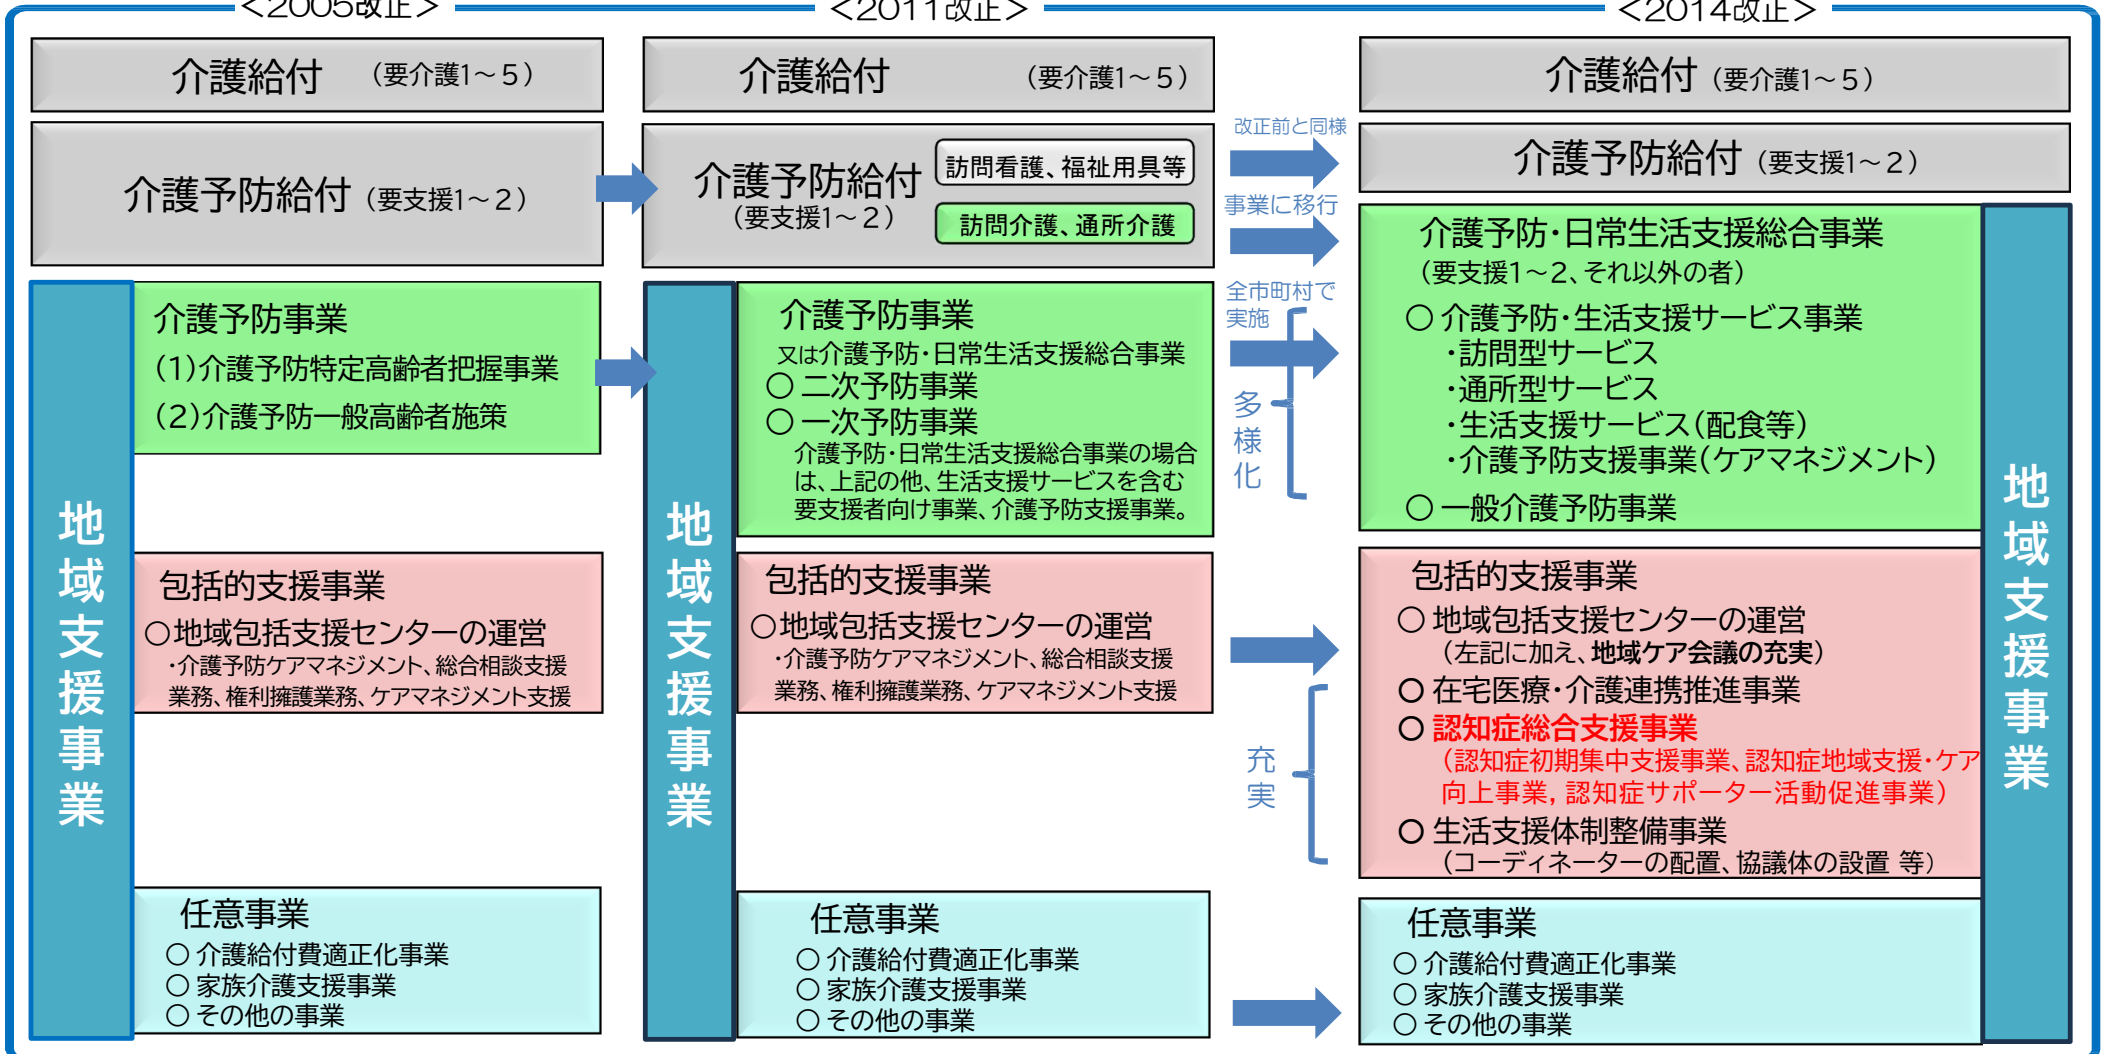 ＜2005改正＞
介護給付 （要介護1～5）
介護予防給付（要支援1～2）
地域支援事業
介護予防事業
（1）介護予防特定高齢者把握事業
（2）介護予防一般高齢者施策
包括的支援事業
○地域包括支援センターの運営
・介護予防ケアマネジメント、総合相談支援
業務、権利擁護業務、ケアマネジメント支援
任意事業
○ 介護給付費適正化事業
○ 家族介護支援事業
○ その他の事業
＜2011改正＞
介護給付 （要介護1～5）
介護予防給付
（要支援1～2）
訪問看護、福祉用具等
訪問介護、通所介護
地域支援事業
介護予防事業
又は介護予防・日常生活支援総合事業
○ 二次予防事業
○ 一次予防事業
介護予防・日常生活支援総合事業の場合
は、上記の他、生活支援サービスを含む
要支援者向け事業、介護予防支援事業。
包括的支援事業
○地域包括支援センターの運営
・介護予防ケアマネジメント、総合相談支援
業務、権利擁護業務、ケアマネジメント支援
任意事業
○ 介護給付費適正化事業
○ 家族介護支援事業
○ その他の事業
改正前と同様
事業に移行
全市町村で
実施
多様化
充実
＜2014改正＞
介護給付（要介護1～5）
介護予防給付（要支援1～2）
介護予防・日常生活支援総合事業
（要支援1～2、それ以外の者）
○ 介護予防・生活支援サービス事業
・訪問型サービス
・通所型サービス
・生活支援サービス（配食等）
・介護予防支援事業（ケアマネジメント）
○ 一般介護予防事業
包括的支援事業
○ 地域包括支援センターの運営
（左記に加え、地域ケア会議の充実）
○ 在宅医療・介護連携推進事業
○ 認知症総合支援事業
（認知症初期集中支援事業、認知症地域支援・ケア
向上事業, 認知症サポーター活動促進事業）
○ 生活支援体制整備事業
（コーディネーターの配置、協議体の設置 等）
任意事業
○ 介護給付費適正化事業
○ 家族介護支援事業
○ その他の事業
地域支援事業